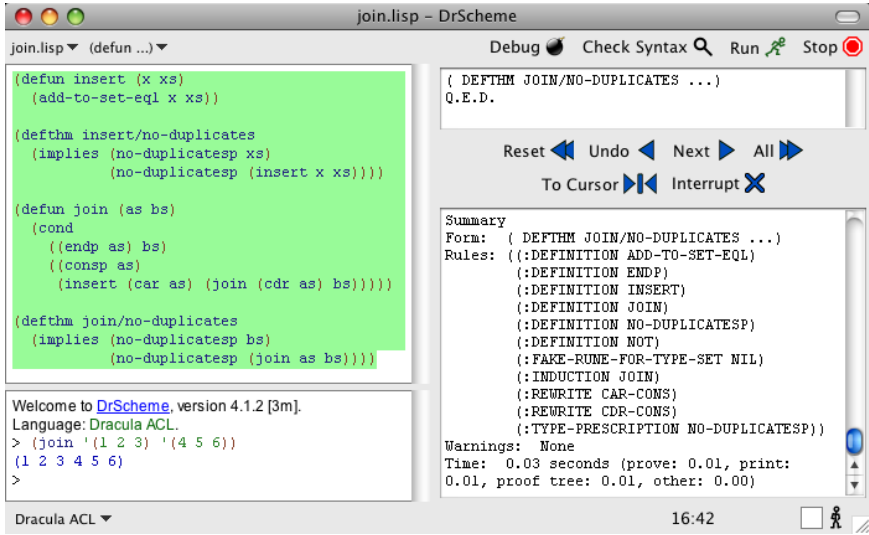 join.lisp – DrScheme
join.lisp ▼ (defun ...) ▼
Debug Check Syntax Run Stop
(defun insert (x xs)
  (add-to-set-eql x xs))
(defthm insert/no-duplicates
  (implies (no-duplicatesp xs)
           (no-duplicatesp (insert x xs))))
(defun join (as bs)
  (cond
    ((endp as) bs)
    ((consp as)
     (insert (car as) (join (cdr as) bs)))))
(defthm join/no-duplicates
  (implies (no-duplicatesp bs)
           (no-duplicatesp (join as bs))))
Welcome to DrScheme, version 4.1.2 [3m].
Language: Dracula ACL.
> (join '(1 2 3) '(4 5 6))
(1 2 3 4 5 6)
>
( DEFTHM JOIN/NO-DUPLICATES ...)
Q.E.D.
Reset Undo Next All
To Cursor Interrupt
Summary
Form:  ( DEFTHM JOIN/NO-DUPLICATES ...)
Rules: ((:DEFINITION ADD-TO-SET-EQL)
        (:DEFINITION ENDP)
        (:DEFINITION INSERT)
        (:DEFINITION JOIN)
        (:DEFINITION NO-DUPLICATESP)
        (:DEFINITION NOT)
        (:FAKE-RUNE-FOR-TYPE-SET NIL)
        (:INDUCTION JOIN)
        (:REWRITE CAR-CONS)
        (:REWRITE CDR-CONS)
        (:TYPE-PRESCRIPTION NO-DUPLICATESP))
Warnings:  None
Time:  0.03 seconds (prove: 0.01, print:
0.01, proof tree: 0.01, other: 0.00)
Dracula ACL ▼
16:42